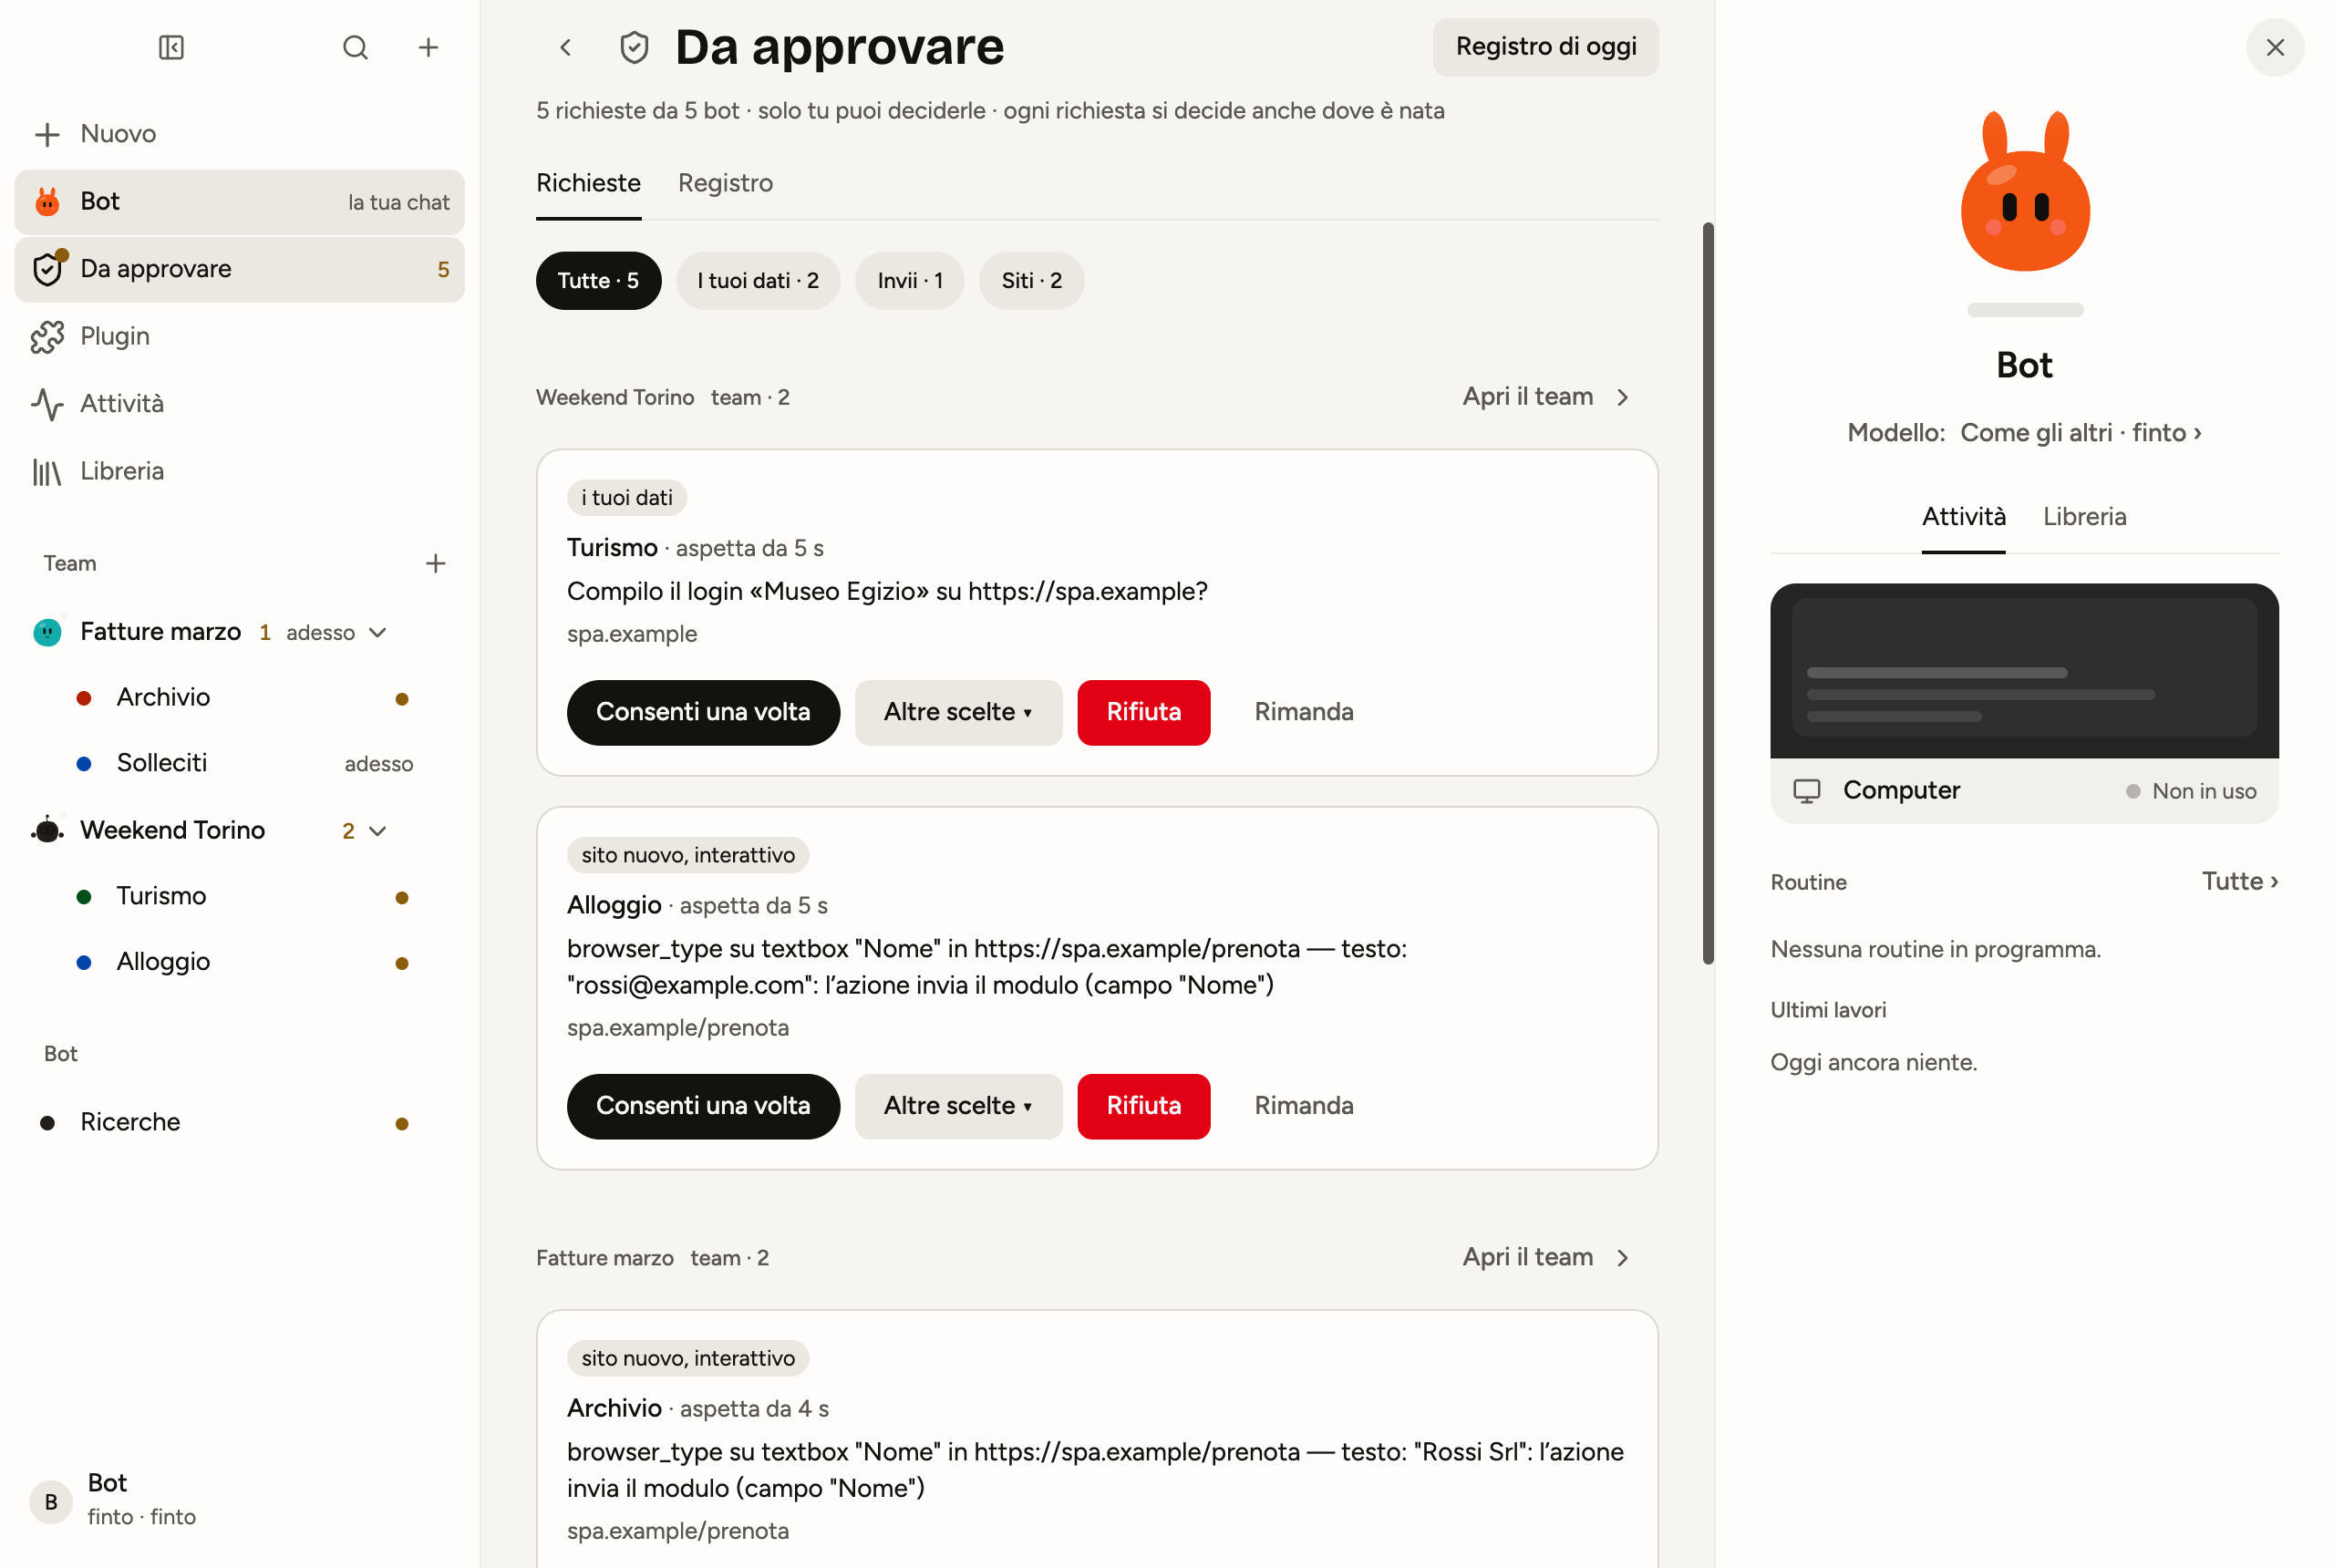 Nuovo
Bot la tua chat
Da approvare 5
Plugin
Attività
Libreria
Team
Fatture marzo 1 adesso
Archivio
Solleciti adesso
Weekend Torino 2
Turismo
Alloggio
Bot
Ricerche
B
Bot
finto · finto
Da approvare
Registro di oggi
5 richieste da 5 bot · solo tu puoi deciderle · ogni richiesta si decide anche dove è nata
Richieste Registro
Tutte · 5 I tuoi dati · 2 Invii · 1 Siti · 2
Weekend Torino team · 2 Apri il team
i tuoi dati
Turismo · aspetta da 5 s
Compilo il login «Museo Egizio» su https://spa.example?
spa.example
Consenti una volta Altre scelte ▾ Rifiuta Rimanda
sito nuovo, interattivo
Alloggio · aspetta da 5 s
browser_type su textbox "Nome" in https://spa.example/prenota — testo:
"rossi@example.com": l’azione invia il modulo (campo "Nome")
spa.example/prenota
Consenti una volta Altre scelte ▾ Rifiuta Rimanda
Fatture marzo team · 2 Apri il team
sito nuovo, interattivo
Archivio · aspetta da 4 s
browser_type su textbox "Nome" in https://spa.example/prenota — testo: "Rossi Srl": l’azione
invia il modulo (campo "Nome")
spa.example/prenota
Bot
Modello: Come gli altri · finto ›
Attività Libreria
Computer Non in uso
Routine Tutte ›
Nessuna routine in programma.
Ultimi lavori
Oggi ancora niente.